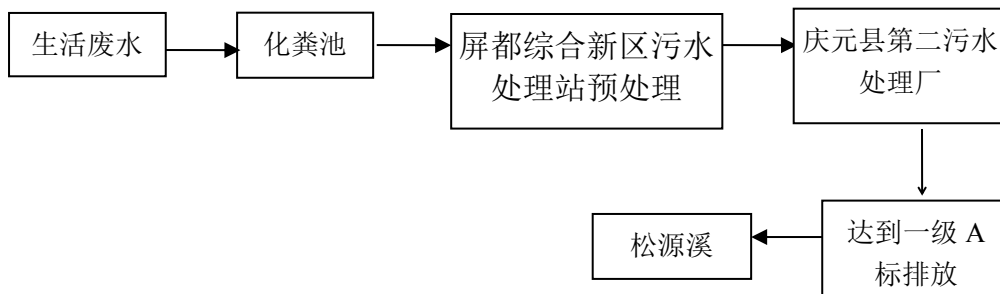 生活废水
化粪池
屏都综合新区污水
处理站预处理
庆元县第二污水
处理厂
达到一级 A
标排放
松源溪